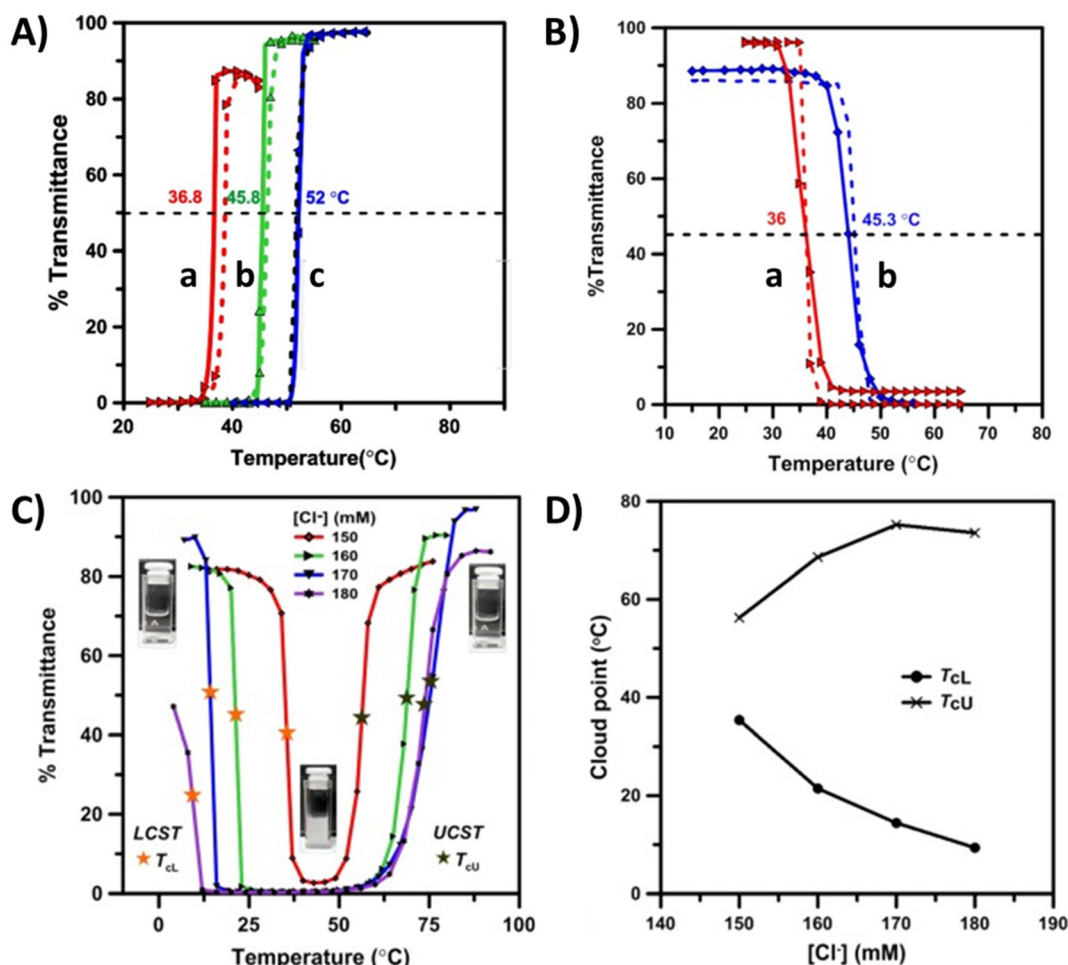 A)
% Transmittance
100
80
60
40
20
0
36.8
45.8
52 °C
a
b
c
20
40
60
80
Temperature(°C)
B)
%Transmittance
100
80
60
40
20
0
36
45.3 °C
a
b
10
20
30
40
50
60
70
80
Temperature (°C)
C)
% Transmittance
100
80
60
40
20
0
[Cl-] (mM)
150
160
170
180
LCST
TcL
UCST
TcU
0
25
50
75
100
Temperature (°C)
D)
Cloud point (°C)
80
60
40
20
0
TcL
TcU
140
150
160
170
180
190
[Cl-] (mM)